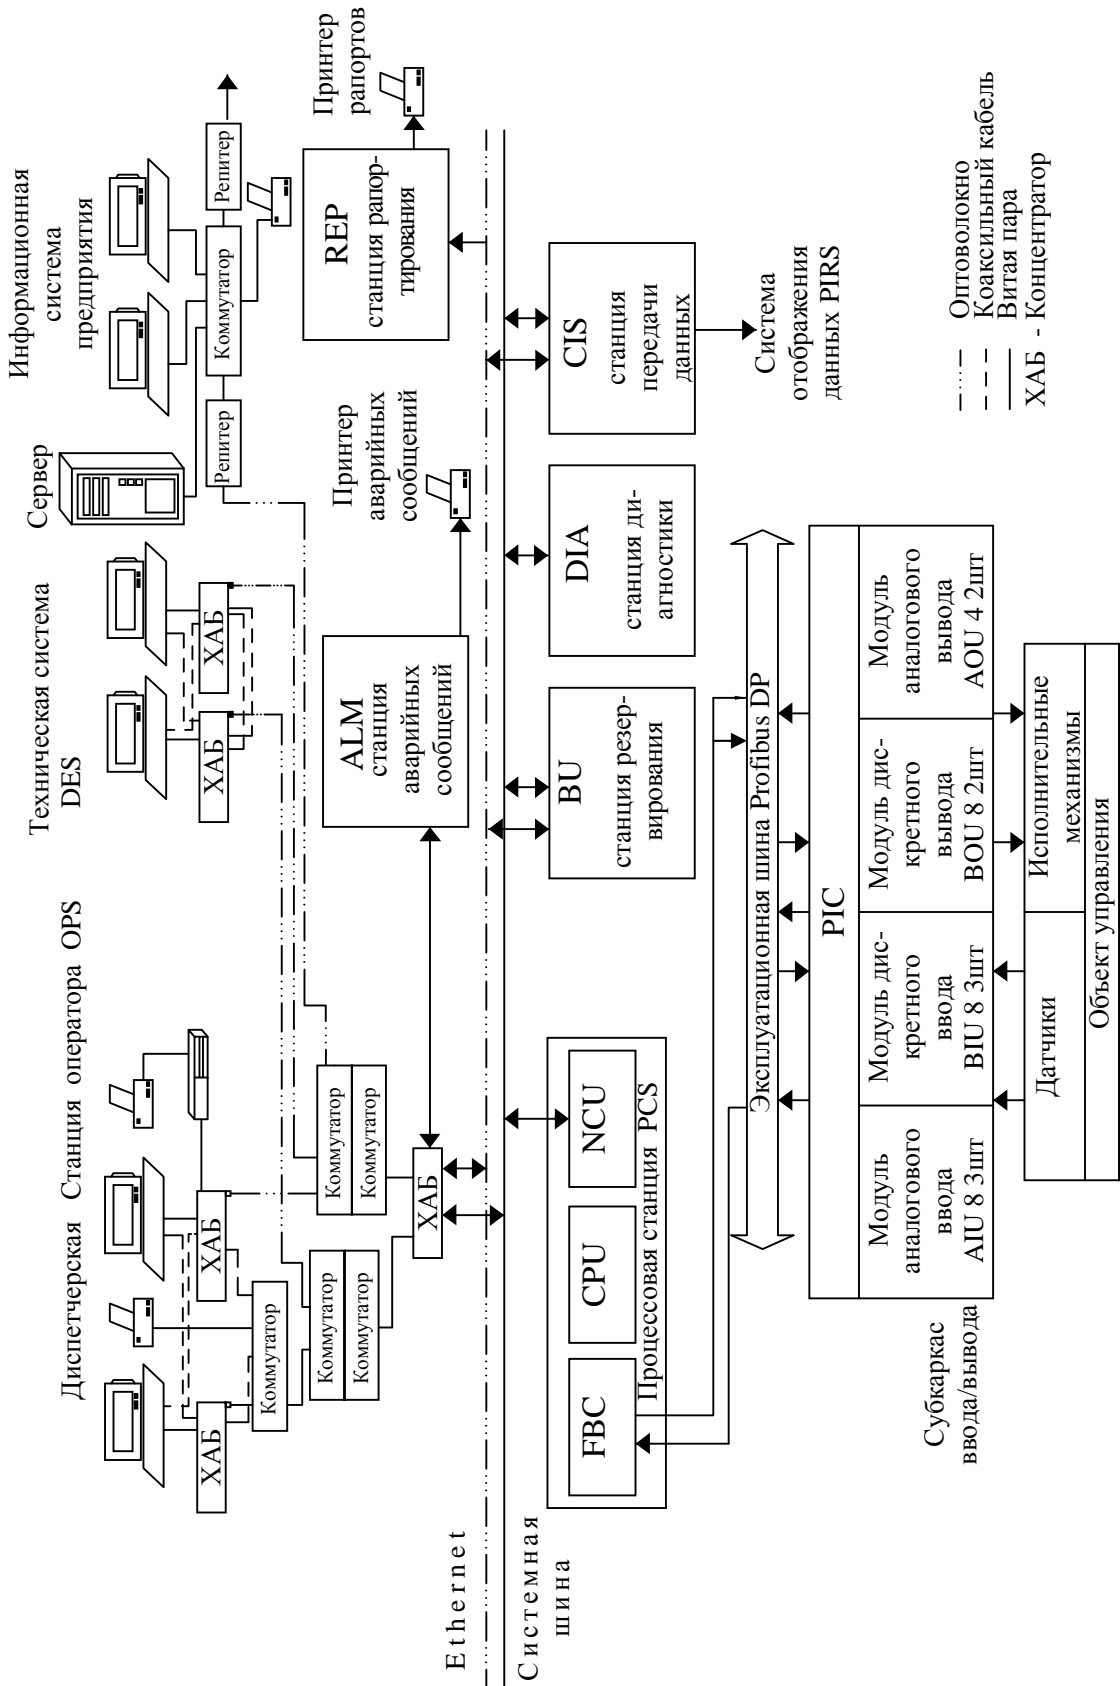 Диспетчерская
Станция оператора OPS
Техническая система
DES
Сервер
Информационная
система
предприятия
ХАБ
ХАБ
Коммутатор
ХАБ
ХАБ
Репитер
Коммутатор
Репитер
Коммутатор
Коммутатор
Коммутатор
Коммутатор
ХАБ
ALM
станция
аварийных
сообщений
Принтер
аварийных
сообщений
REP
станция рапор-
тирования
Принтер
рапортов
Ethernet
Системная
шина
FBC
CPU
NCU
Процессовая станция PCS
BU
станция резер-
вирования
DIA
станция ди-
агностики
CIS
станция
передачи
данных
Система
отображения
данных PIRS
Эксплуатационная шина Profibus DP
Субкаркас
ввода/вывода
PIC
Модуль
аналогового
ввода
AIU 8 3шт
Модуль дис-
кретного
ввода
BIU 8 3шт
Модуль дис-
кретного
вывода
BOU 8 2шт
Модуль
аналогового
вывода
AOU 4 2шт
Датчики
Исполнительные
механизмы
Объект управления
Оптоволокно
Коаксильный кабель
Витая пара
ХАБ - Концентратор